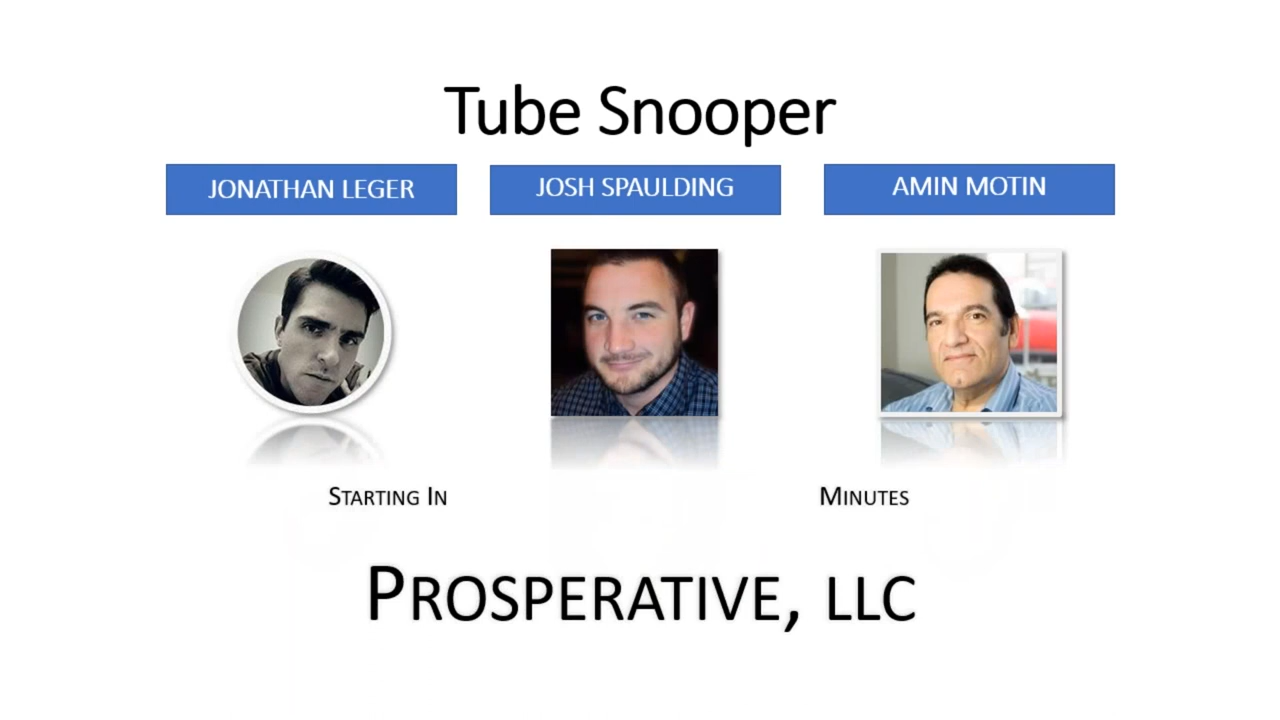 Tube Snooper
JONATHAN LEGER JOSH SPAULDING AMIN MOTIN
STARTING IN MINUTES
PROSPERATIVE, LLC